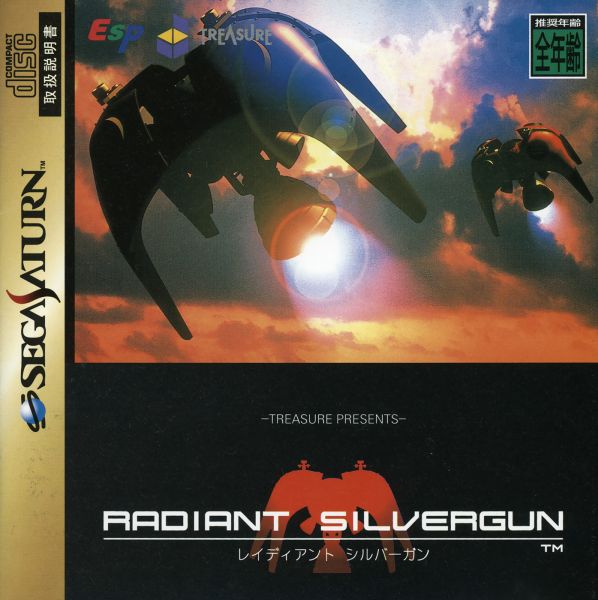 COMPACT
disc
取扱説明書
SEGA SATURN™
Esp
TREASURE
推奨年齢
全年齢
–TREASURE PRESENTS–
RADIANT SILVERGUN
レイディアント シルバーガン
TM